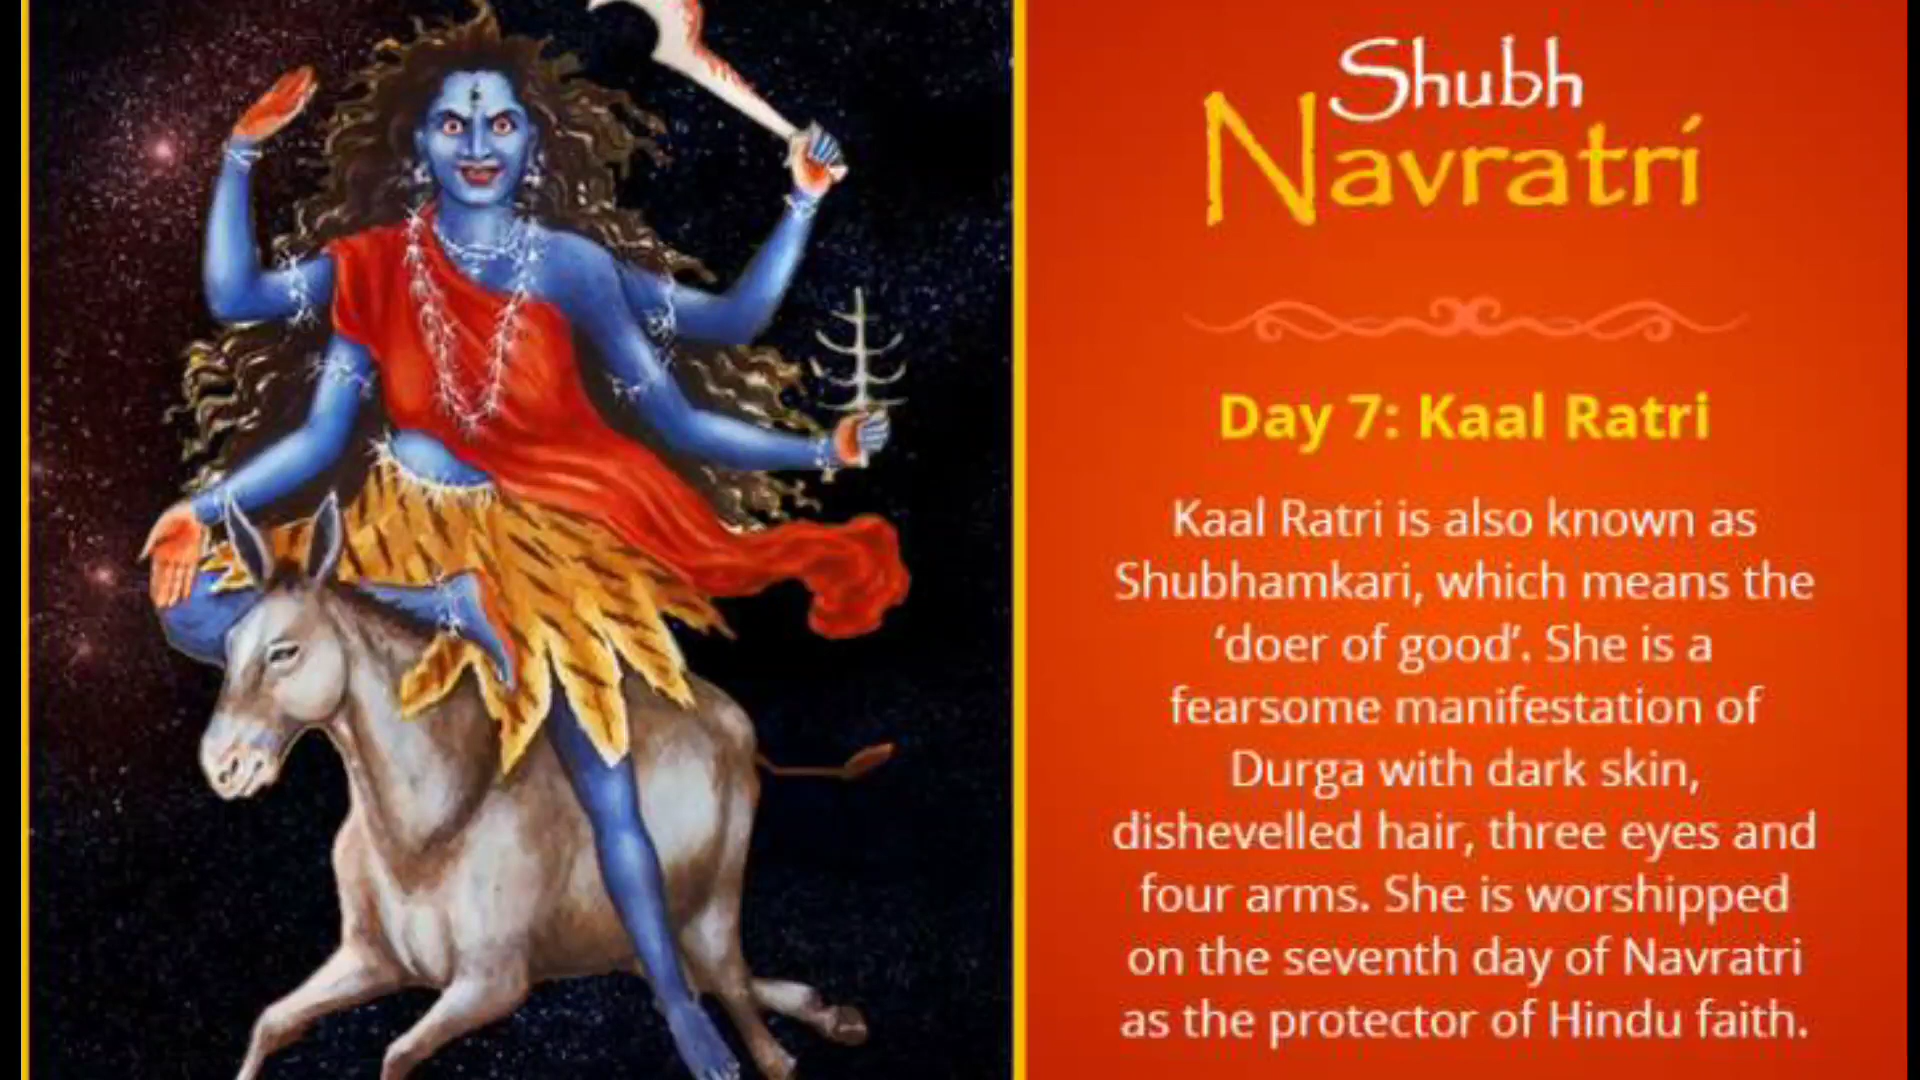 Shubh
Navratri
Day 7: Kaal Ratri
Kaal Ratri is also known as
Shubhamkari, which means the
‘doer of good’. She is a
fearsome manifestation of
Durga with dark skin,
dishevelled hair, three eyes and
four arms. She is worshipped
on the seventh day of Navratri
as the protector of Hindu faith.